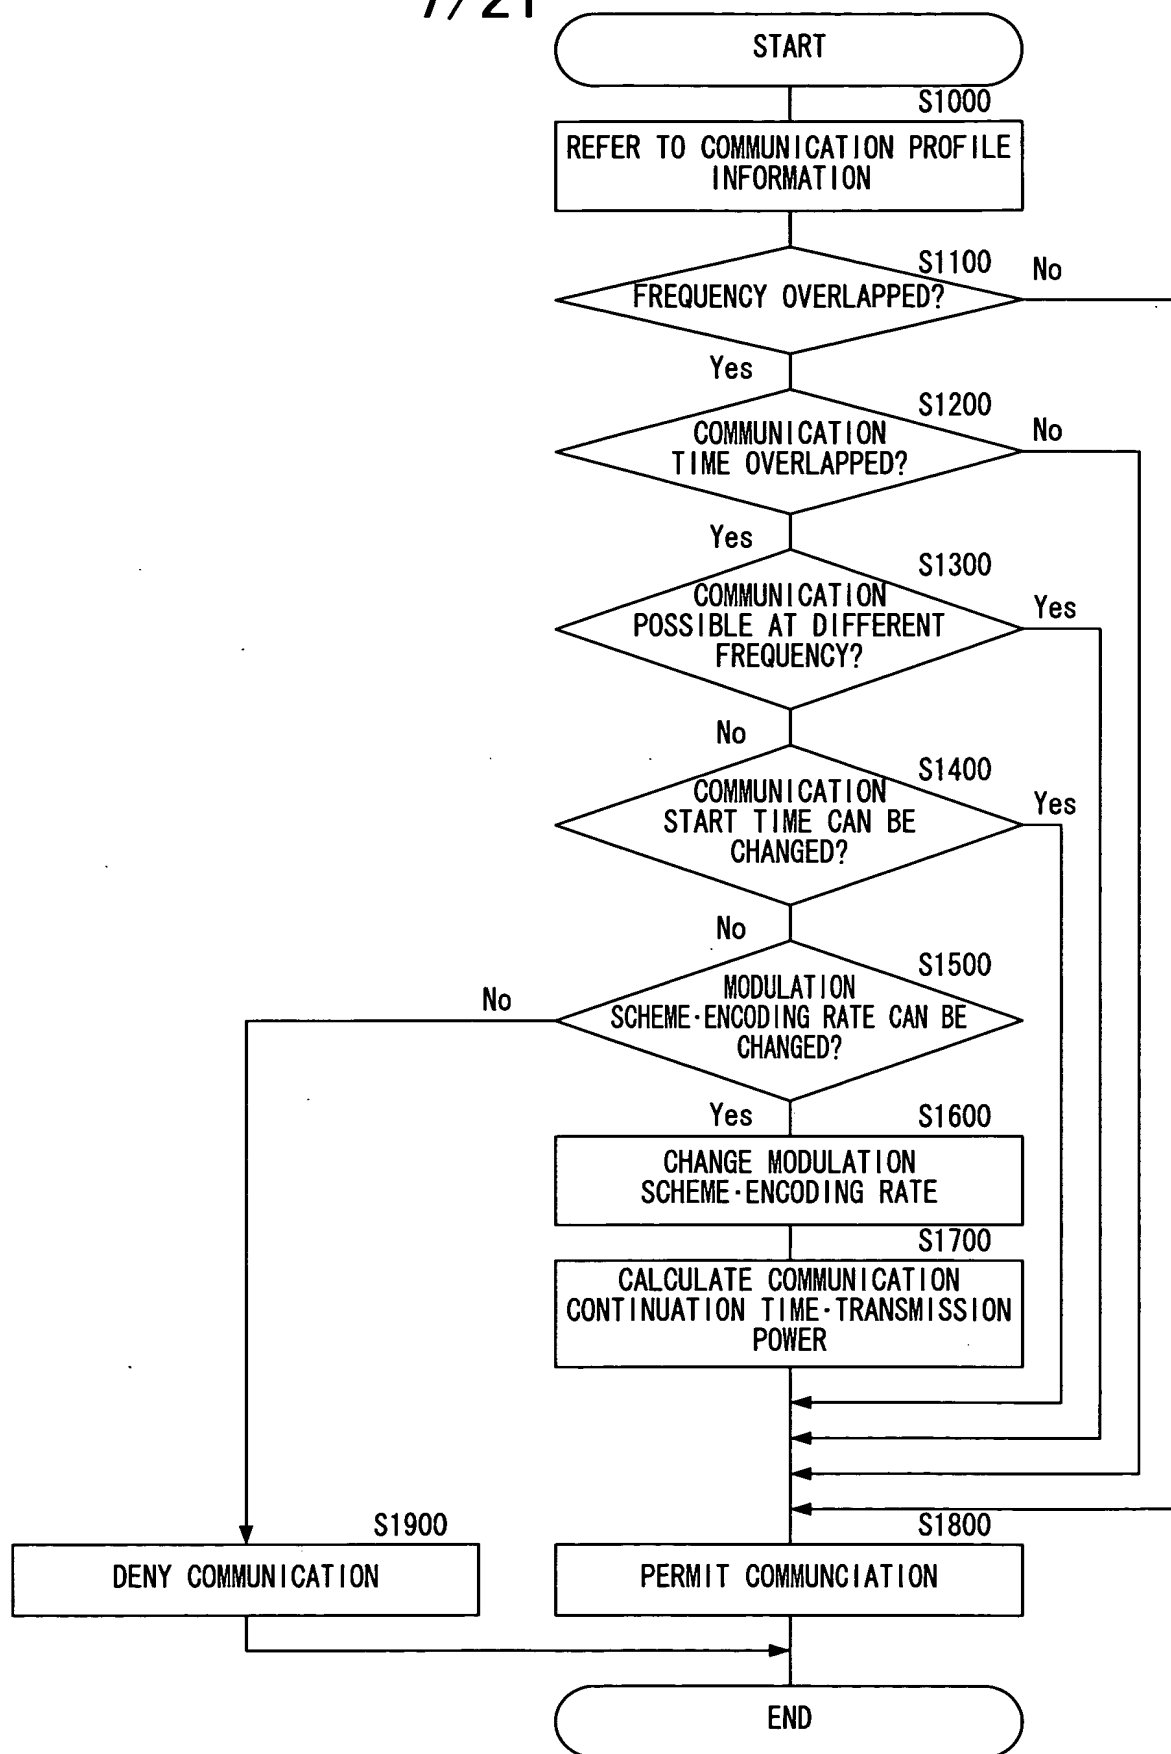 7/21
START
S1000
REFER TO COMMUNICATION PROFILE
INFORMATION
S1100
No
FREQUENCY OVERLAPPED?
Yes
S1200
No
COMMUNICATION
TIME OVERLAPPED?
Yes
S1300
COMMUNICATION
Yes
POSSIBLE AT DIFFERENT
FREQUENCY?
No
S1400
COMMUNICATION
Yes
START TIME CAN BE
CHANGED?
No
S1500
MODULATION
No
SCHEME·ENCODING RATE CAN BE
CHANGED?
Yes
S1600
CHANGE MODULATION
SCHEME·ENCODING RATE
S1700
CALCULATE COMMUNICATION
CONTINUATION TIME·TRANSMISSION
POWER
S1900
S1800
DENY COMMUNICATION
PERMIT COMMUNCIATION
END